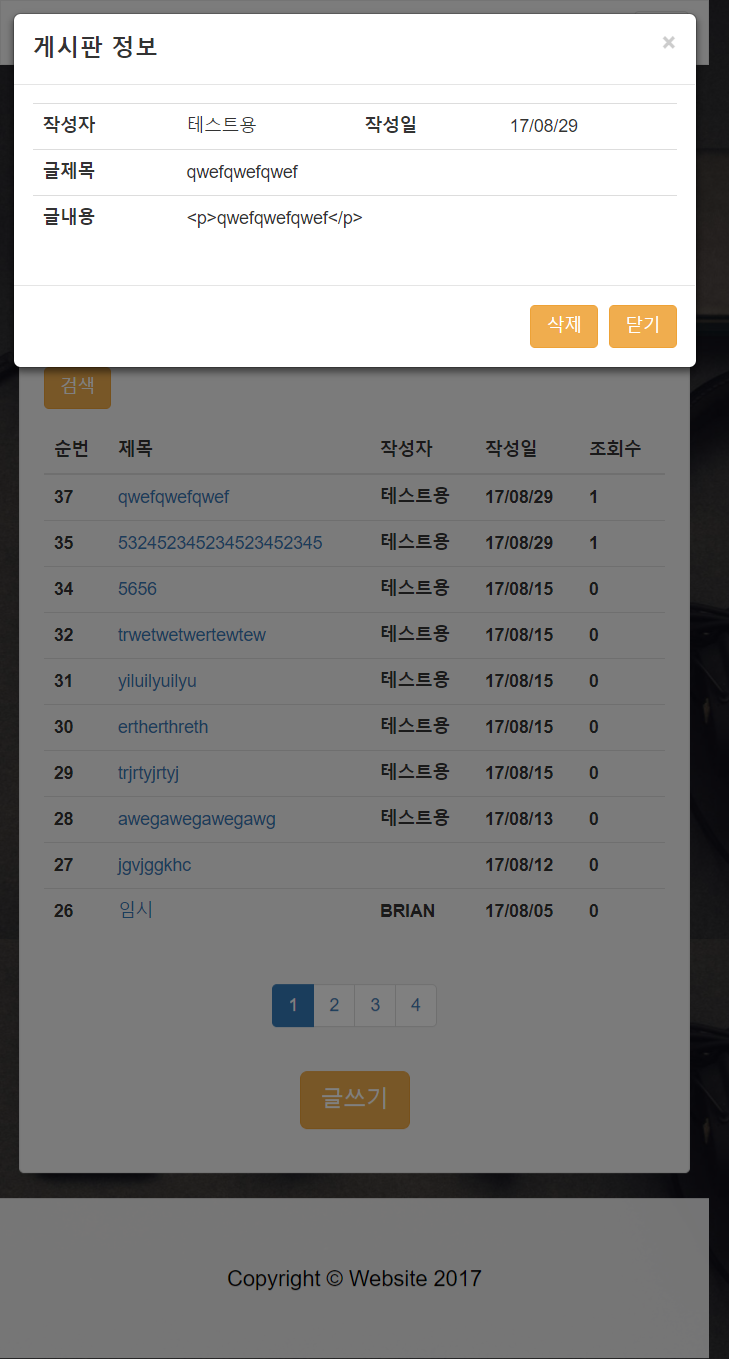 게시판 정보 ×
작성자 테스트용 작성일 17/08/29
글제목 qwefqwefqwef
글내용 <p>qwefqwefqwef</p>
삭제 닫기
검색
순번 제목 작성자 작성일 조회수
37 qwefqwefqwef 테스트용 17/08/29 1
35 532452345234523452345 테스트용 17/08/29 1
34 5656 테스트용 17/08/15 0
32 trwetwetwertewtew 테스트용 17/08/15 0
31 yiluilyuilyu 테스트용 17/08/15 0
30 ertherthreth 테스트용 17/08/15 0
29 trjrtyjrtyj 테스트용 17/08/15 0
28 awegawegawegawg 테스트용 17/08/13 0
27 jgvjggkhc 17/08/12 0
26 임시 BRIAN 17/08/05 0
1 2 3 4
글쓰기
Copyright © Website 2017